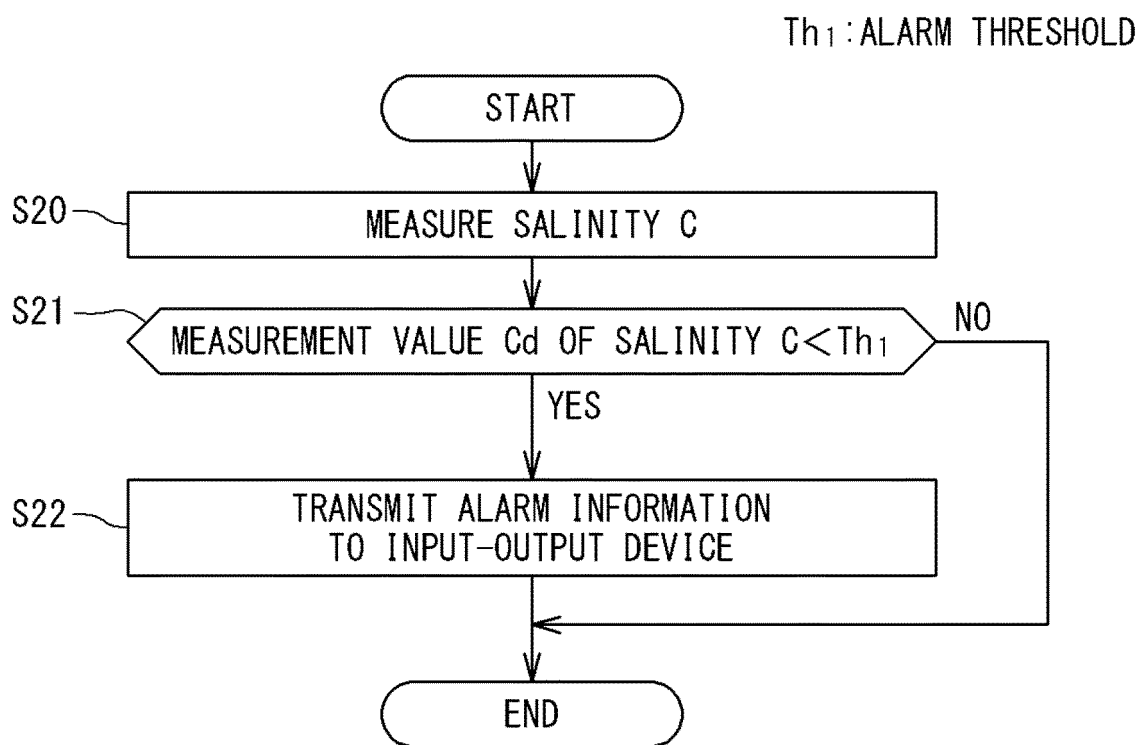 Th₁:ALARM THRESHOLD
START
S20
MEASURE SALINITY C
S21
MEASUREMENT VALUE Cd OF SALINITY C<Th₁
NO
YES
S22
TRANSMIT ALARM INFORMATION
TO INPUT-OUTPUT DEVICE
END